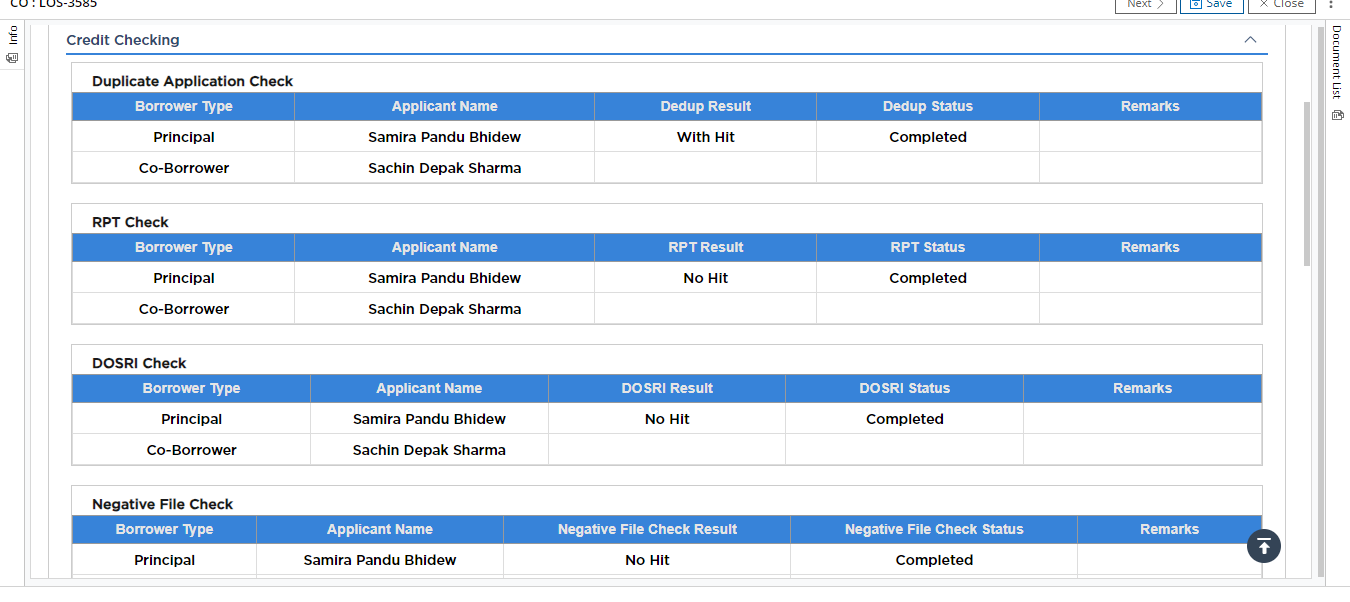 CO : LOS-3585
Next
Save
Close
Info
Document List
Credit Checking
Duplicate Application Check
Borrower Type Applicant Name Dedup Result Dedup Status Remarks
Principal Samira Pandu Bhidew With Hit Completed
Co-Borrower Sachin Depak Sharma
RPT Check
Borrower Type Applicant Name RPT Result RPT Status Remarks
Principal Samira Pandu Bhidew No Hit Completed
Co-Borrower Sachin Depak Sharma
DOSRI Check
Borrower Type Applicant Name DOSRI Result DOSRI Status Remarks
Principal Samira Pandu Bhidew No Hit Completed
Co-Borrower Sachin Depak Sharma
Negative File Check
Borrower Type Applicant Name Negative File Check Result Negative File Check Status Remarks
Principal Samira Pandu Bhidew No Hit Completed